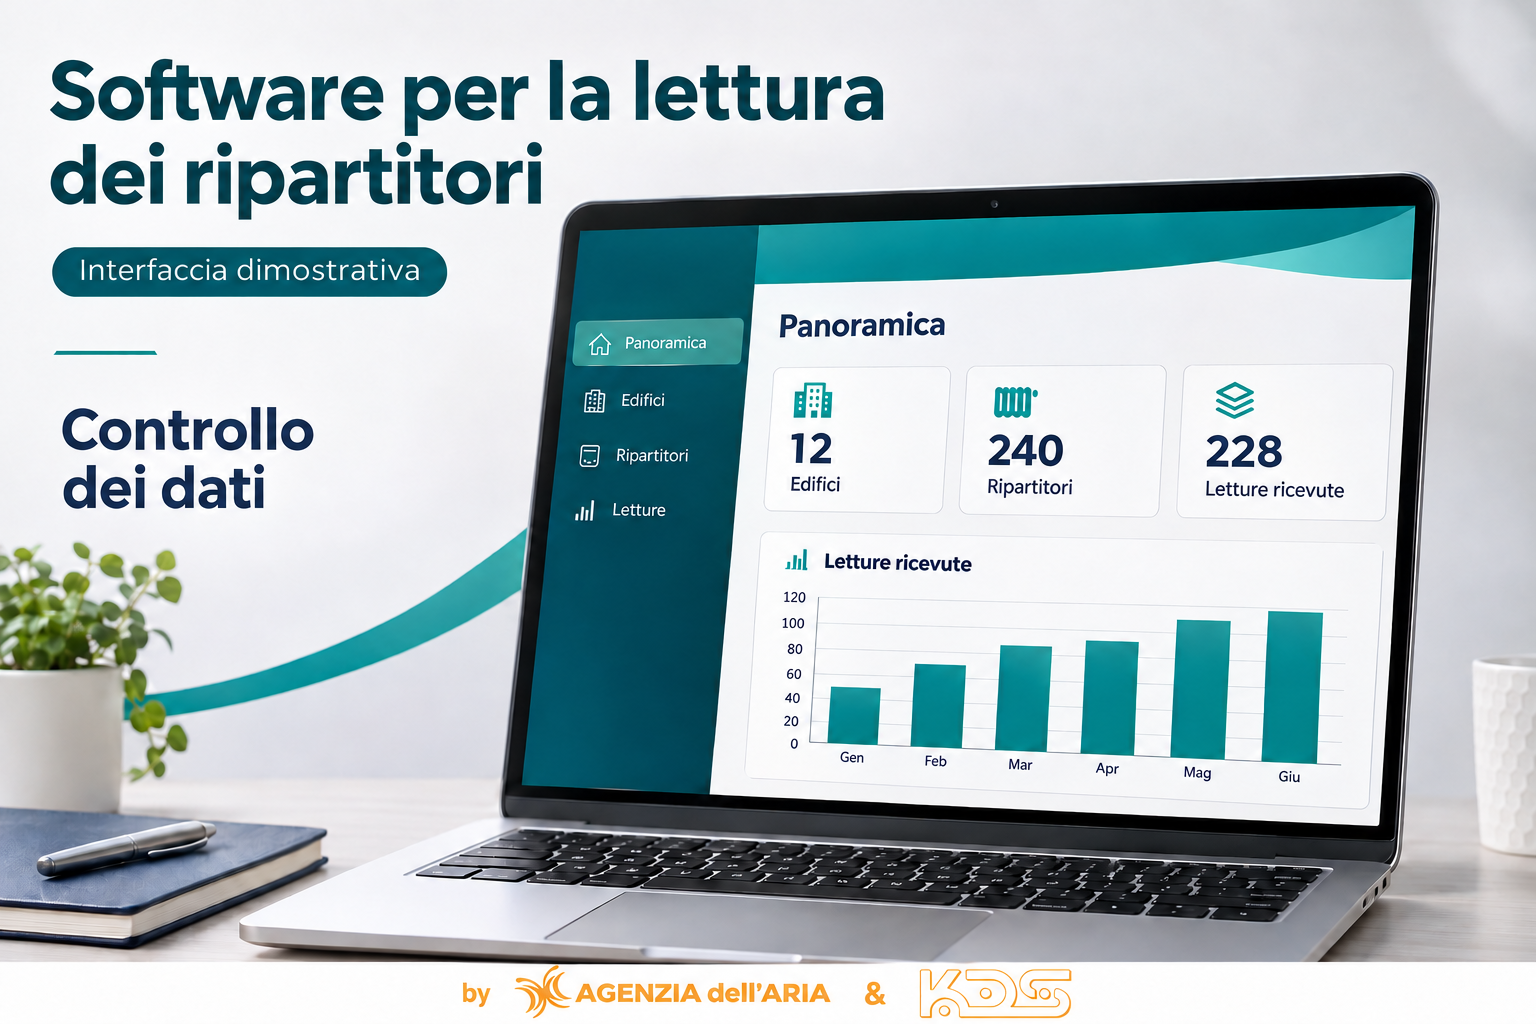 Software per la lettura
dei ripartitori
Interfaccia dimostrativa
Controllo
dei dati
Panoramica
Edifici
Ripartitori
Letture
Panoramica
12
Edifici
240
Ripartitori
228
Letture ricevute
Letture ricevute
120
100
80
60
40
20
0
Gen
Feb
Mar
Apr
Mag
Giu
by AGENZIA dell'ARIA & KDS